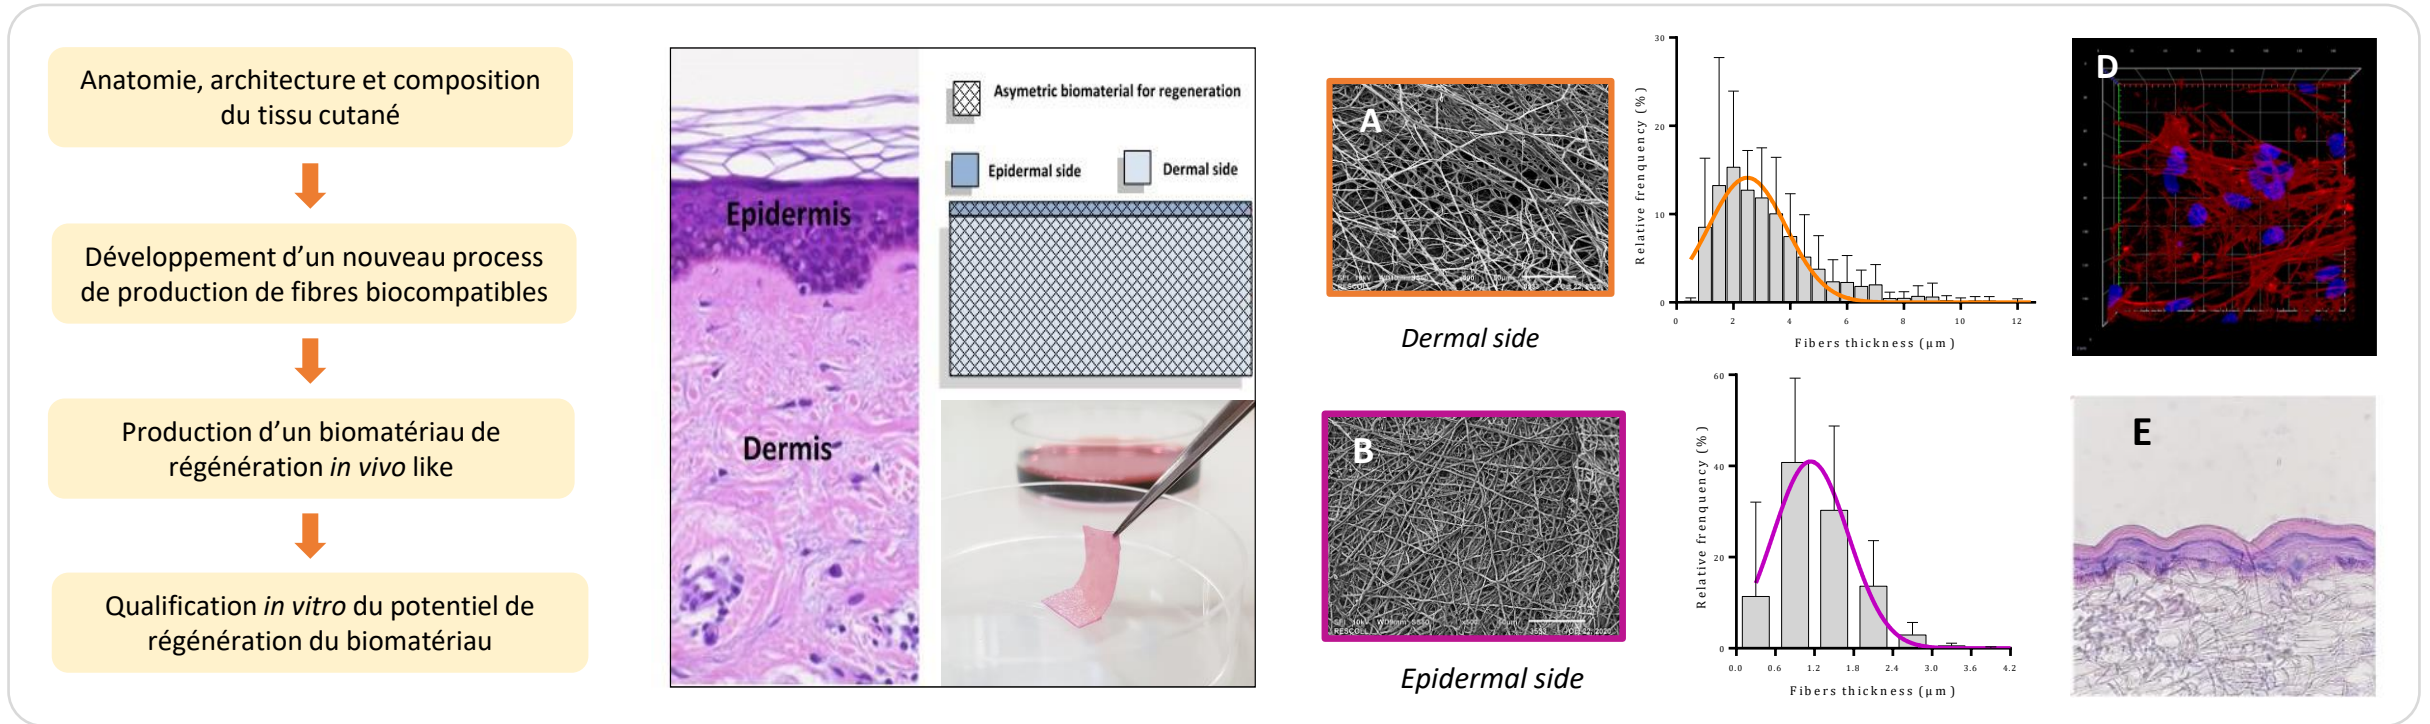 Anatomie, architecture et composition
du tissu cutané
Développement d'un nouveau process
de production de fibres biocompatibles
Production d'un biomatériau de
régénération in vivo like
Qualification in vitro du potentiel de
régénération du biomatériau
Epidermis
Dermis
Asymetric biomaterial for regeneration
Epidermal side
Dermal side
A
RESCOLL
Dermal side
B
RESCOLL
Epidermal side
Relative frenquency (%)
30
20
10
0
0 2 4 6 8 10 12
Fibers thickness (µm)
Relative frenquency (%)
60
40
20
0
0.0 0.6 1.2 1.8 2.4 3.0 3.6 4.2
Fibers thickness (µm)
D
E